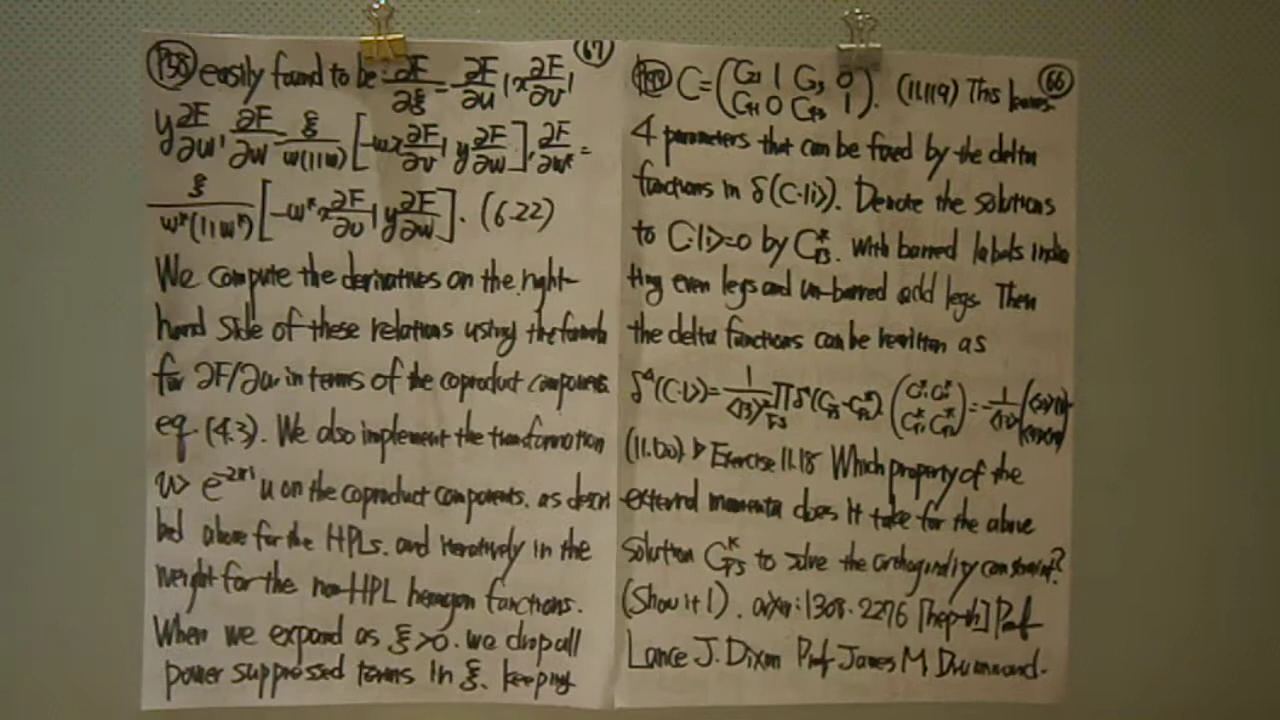 P38 easily found to be: ∂F/∂ξ = ∂F/∂u | x ∂F/∂v |
67
y ∂F/∂w, ∂F/∂w = ξ/w(1|w) [-wx ∂F/∂v | y ∂F/∂w], ∂F/∂w* =
ξ/w*(1|w*) [-w* x ∂F/∂v | y ∂F/∂w]. (6.22)
We compute the derivatives on the right-
hand side of these relations using the formula
for ∂F/∂u in terms of the coproduct components
eq. (4.3). We also implement the transformation
u> e^-2πi u on the coproduct components, as descri
bed above for the HPLs, and iteratively in the
weight for the non-HPL hexagon functions.
When we expand as ξ>0, we drop all
power suppressed terms in ξ, keeping
C = (C21 1 C23 0
C41 0 C43 1). (11.119) This leaves
66
4 parameters that can be fixed by the delta
functions in δ(C·|i>). Denote the solutions
to C·|i>=0 by C*r̄s. With barred labels indica
ting even legs and un-barred odd legs. Then
the delta functions can be rewritten as
(11.120) ▷ Exercise 11.18 Which property of the
external momenta does it take for the above
solution C*r̄s to solve the orthogonality constraint?
(Show it!). arXiv:1308.2276 [hep-th] Prof
Lance J. Dixon Prof James M Drummond.